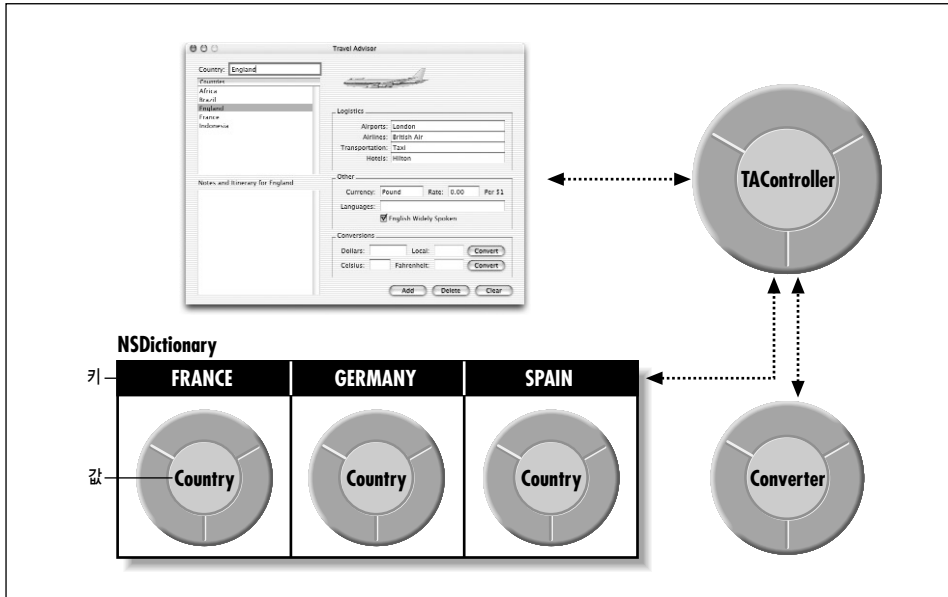 Travel Advisor
Country: England
Countries
Africa
Brazil
England
France
Indonesia
Notes and Itinerary for England
Logistics
Airports: London
Airlines: British Air
Transportation: Taxi
Hotels: Hilton
Other
Currency: Pound Rate: 0.00 Per $1
Languages:
English Widely Spoken
Conversions
Dollars: Local: Convert
Celsius: Fahrenheit: Convert
Add Delete Clear
TAController
NSDictionary
키 FRANCE GERMANY SPAIN
값 Country Country Country
Converter